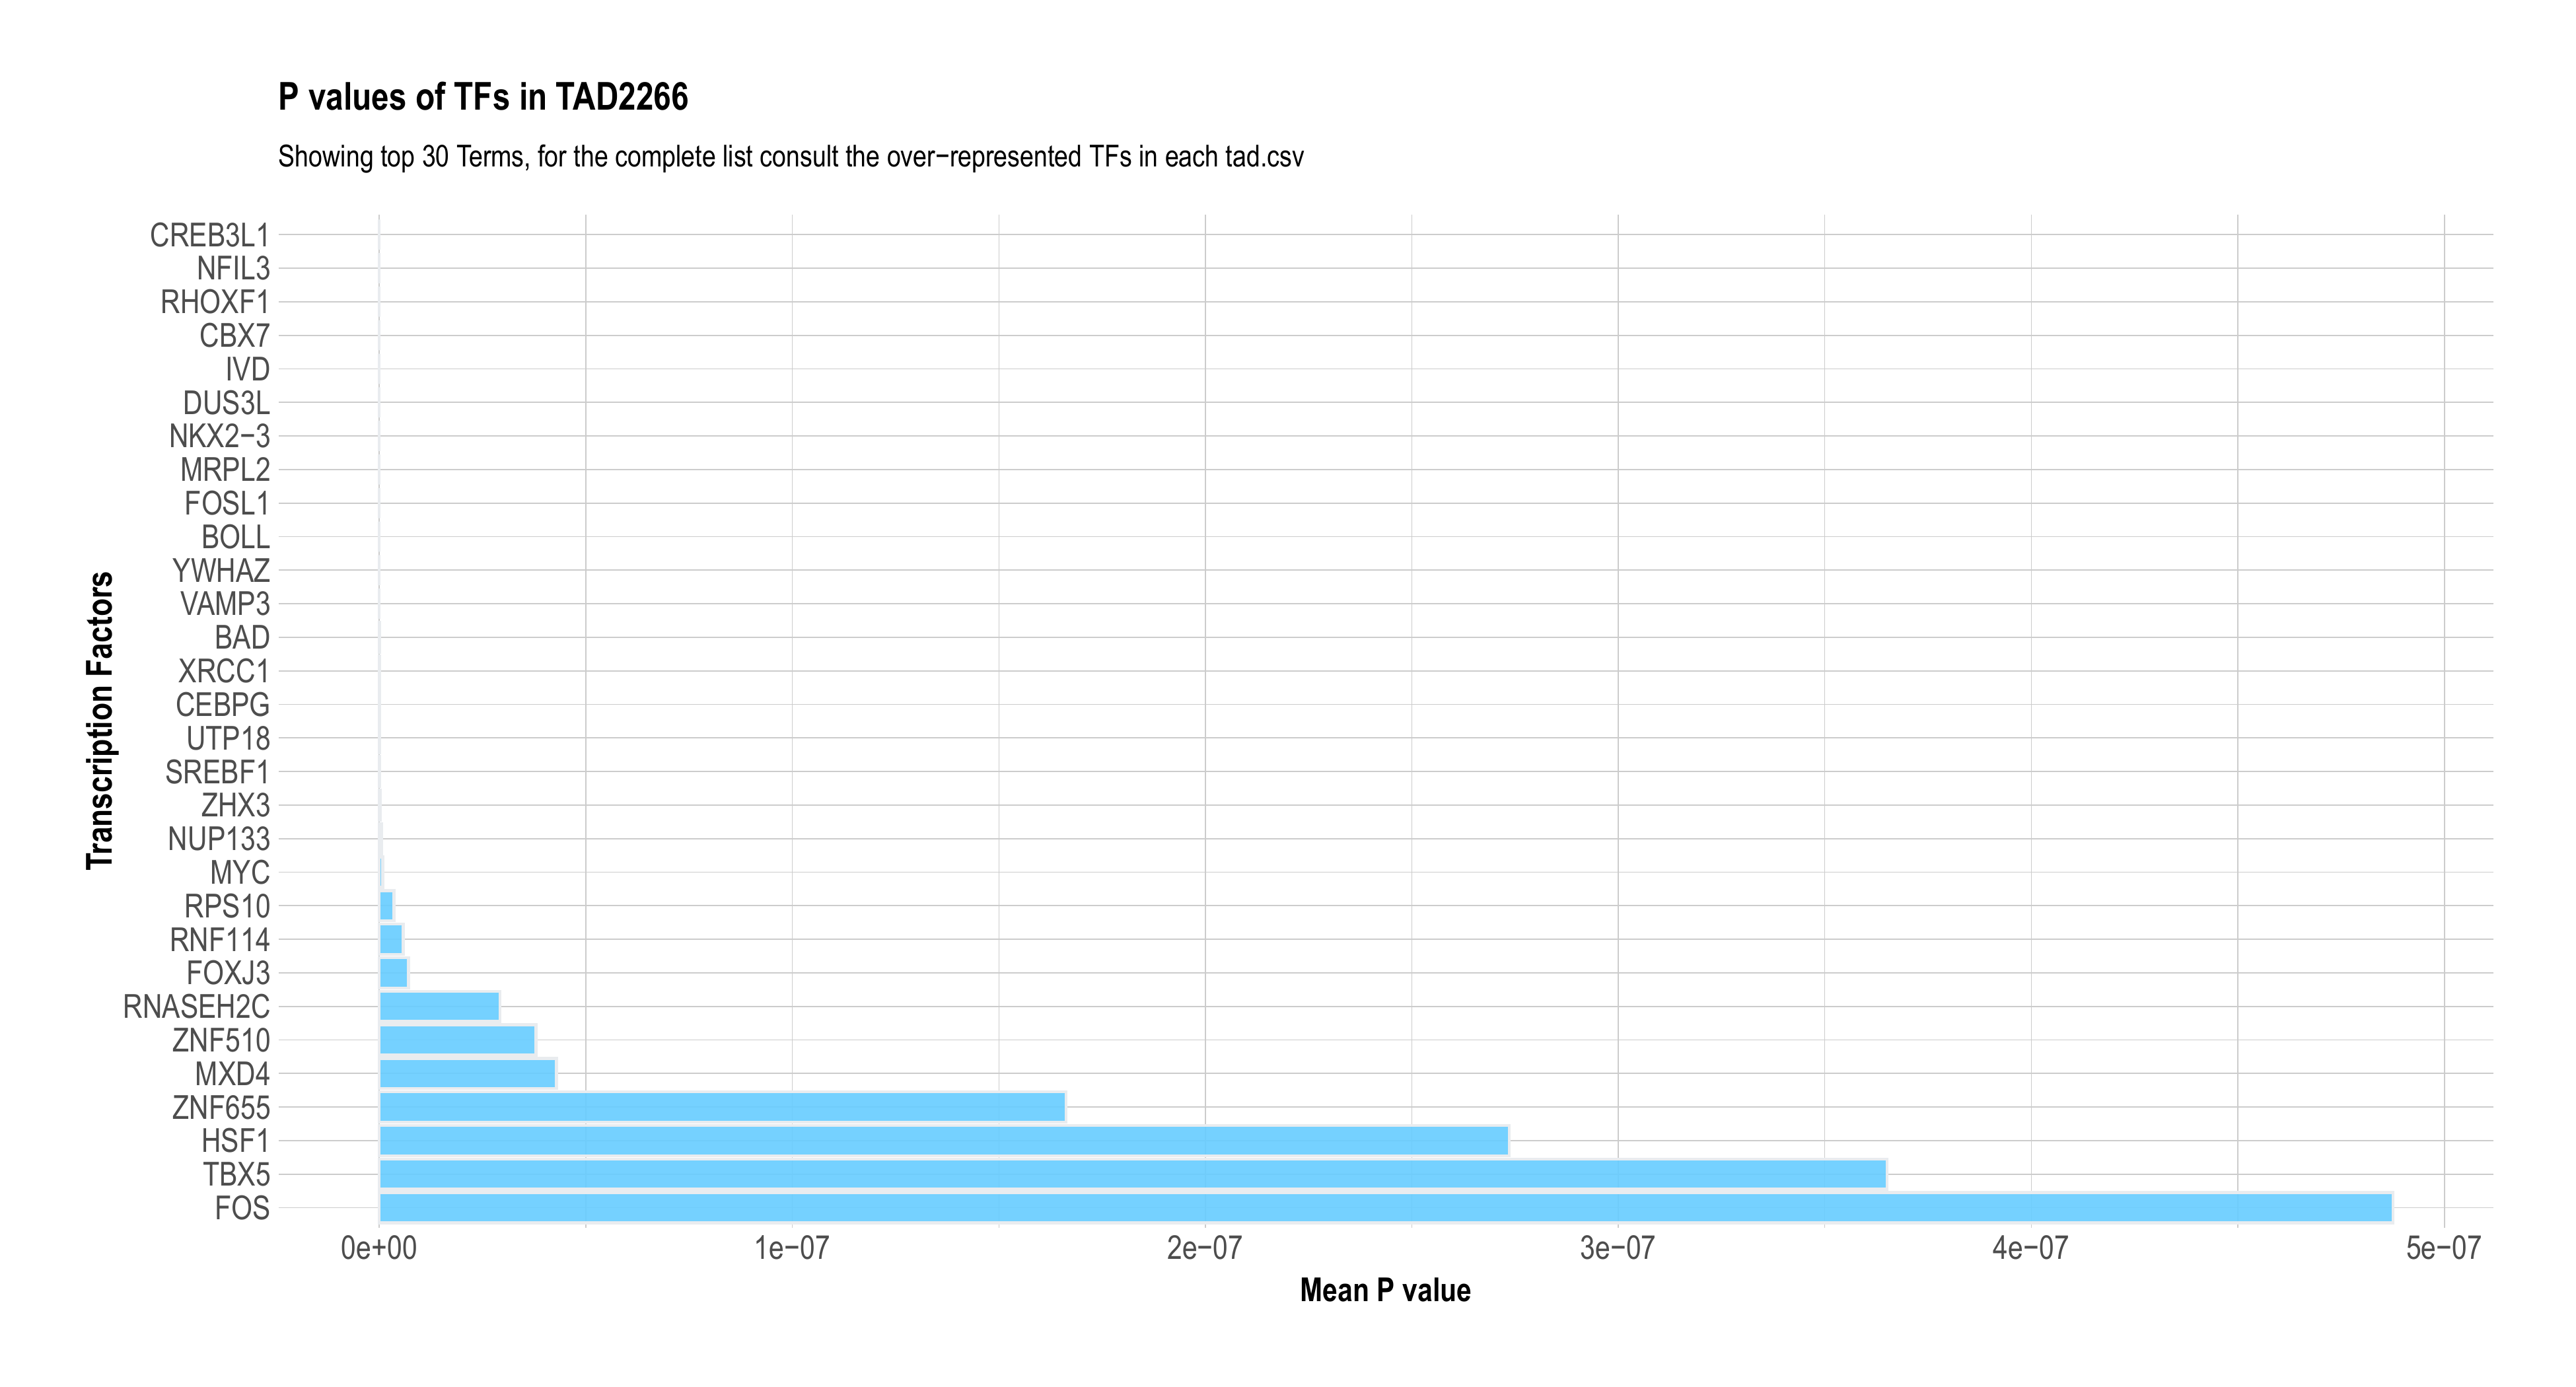 P values of TFs in TAD2266
Showing top 30 Terms, for the complete list consult the over−represented TFs in each tad.csv
Transcription Factors
CREB3L1
NFIL3
RHOXF1
CBX7
IVD
DUS3L
NKX2−3
MRPL2
FOSL1
BOLL
YWHAZ
VAMP3
BAD
XRCC1
CEBPG
UTP18
SREBF1
ZHX3
NUP133
MYC
RPS10
RNF114
FOXJ3
RNASEH2C
ZNF510
MXD4
ZNF655
HSF1
TBX5
FOS
0e+00 1e−07 2e−07 3e−07 4e−07 5e−07
Mean P value